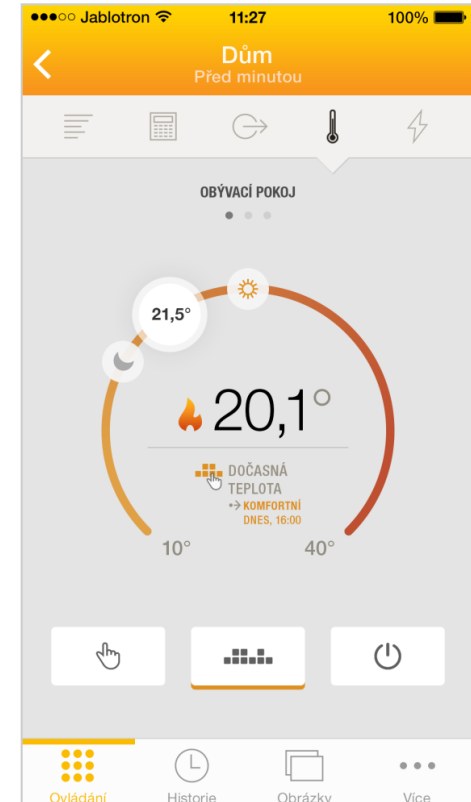 Jablotron 11:27 100%
Dům
Před minutou
OBÝVACÍ POKOJ
21,5°
20,1°
DOČASNÁ
TEPLOTA
KOMFORTNÍ
DNES, 16:00
10° 40°
Ovládání Historie Obrázky Více